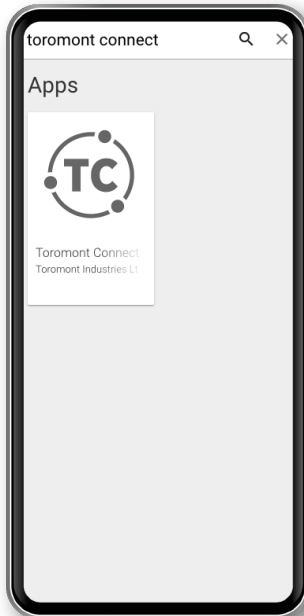 toromont connect
Apps
TC
Toromont Connect
Toromont Industries Lt